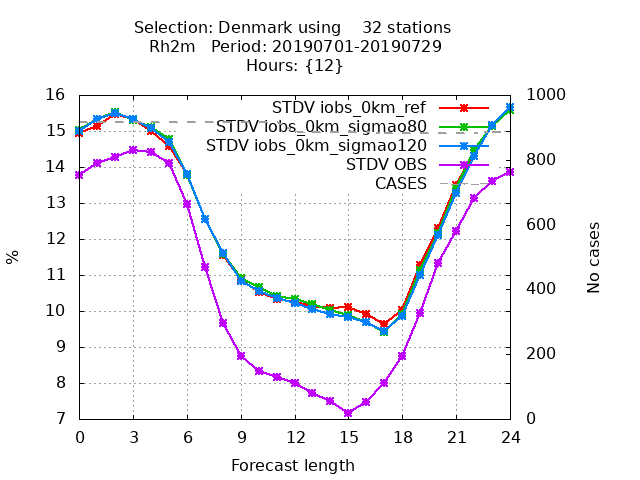 Selection: Denmark using    32 stations
Rh2m   Period: 20190701-20190729
Hours: {12}
STDV iobs_0km_ref
STDV iobs_0km_sigmao80
STDV iobs_0km_sigmao120
STDV OBS
CASES
16
15
14
13
12
11
10
9
8
7
%
1000
800
600
400
200
0
No cases
0 3 6 9 12 15 18 21 24
Forecast length